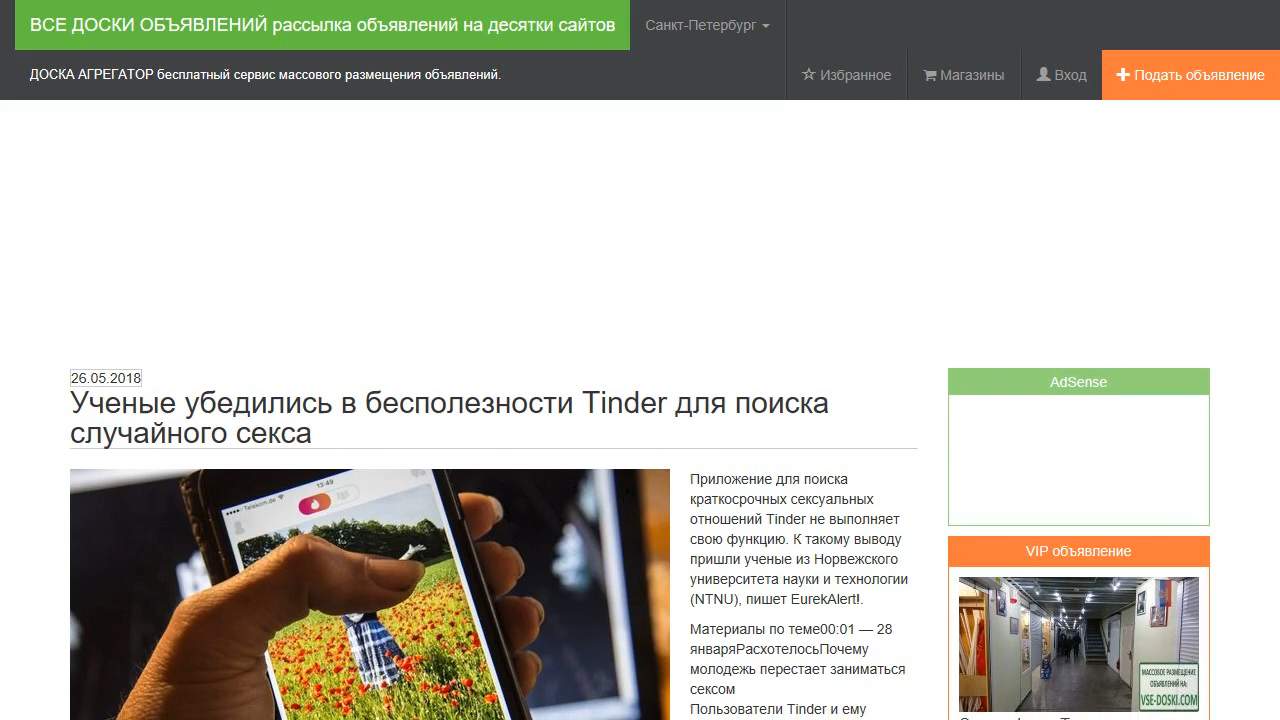 ВСЕ ДОСКИ ОБЪЯВЛЕНИЙ рассылка объявлений на десятки сайтов
Санкт-Петербург
ДОСКА АГРЕГАТОР бесплатный сервис массового размещения объявлений.
Избранное
Магазины
Вход
Подать объявление
26.05.2018
Ученые убедились в бесполезности Tinder для поиска
случайного секса
Telekom.de
13:49
Приложение для поиска
краткосрочных сексуальных
отношений Tinder не выполняет
свою функцию. К такому выводу
пришли ученые из Норвежского
университета науки и технологии
(NTNU), пишет EurekAlert!.
Материалы по теме00:01 — 28
январяРасхотелосьПочему
молодежь перестает заниматься
сексом
Пользователи Tinder и ему
AdSense
VIP объявление
МАССОВОЕ РАЗМЕЩЕНИЕ
ОБЪЯВЛЕНИЙ НА:
VSE-DOSKI.COM